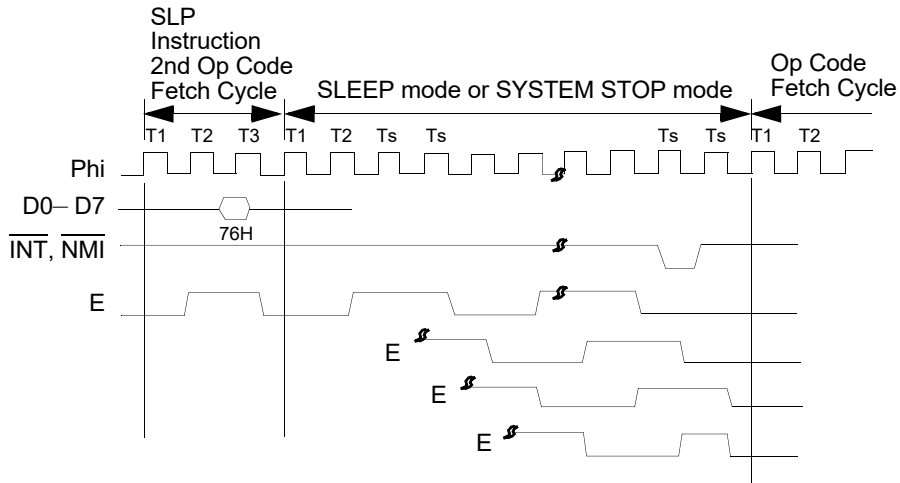 SLP
Instruction
2nd Op Code
Fetch Cycle
SLEEP mode or SYSTEM STOP mode
Op Code
Fetch Cycle
T1 T2 T3 T1 T2 Ts Ts Ts Ts T1 T2
Phi
D0– D7
76H
INT, NMI
E
E
E
E